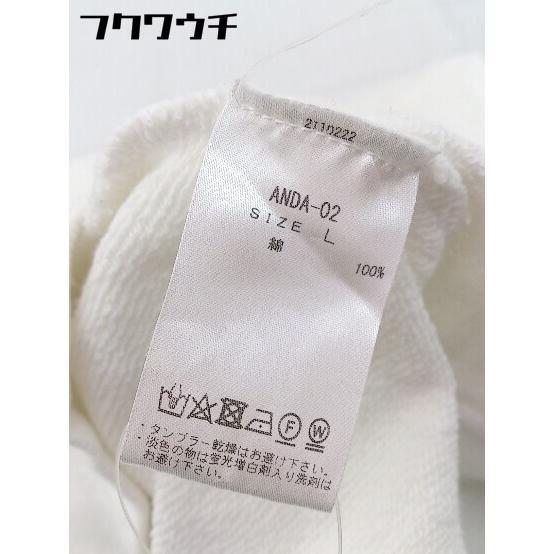 フクワウチ
2110222
ANDA-02
SIZE L
綿 100%
F W
・タンブラー乾燥はお避け下さい。
・淡色の物は蛍光増白剤入り洗剤は
お避け下さい。